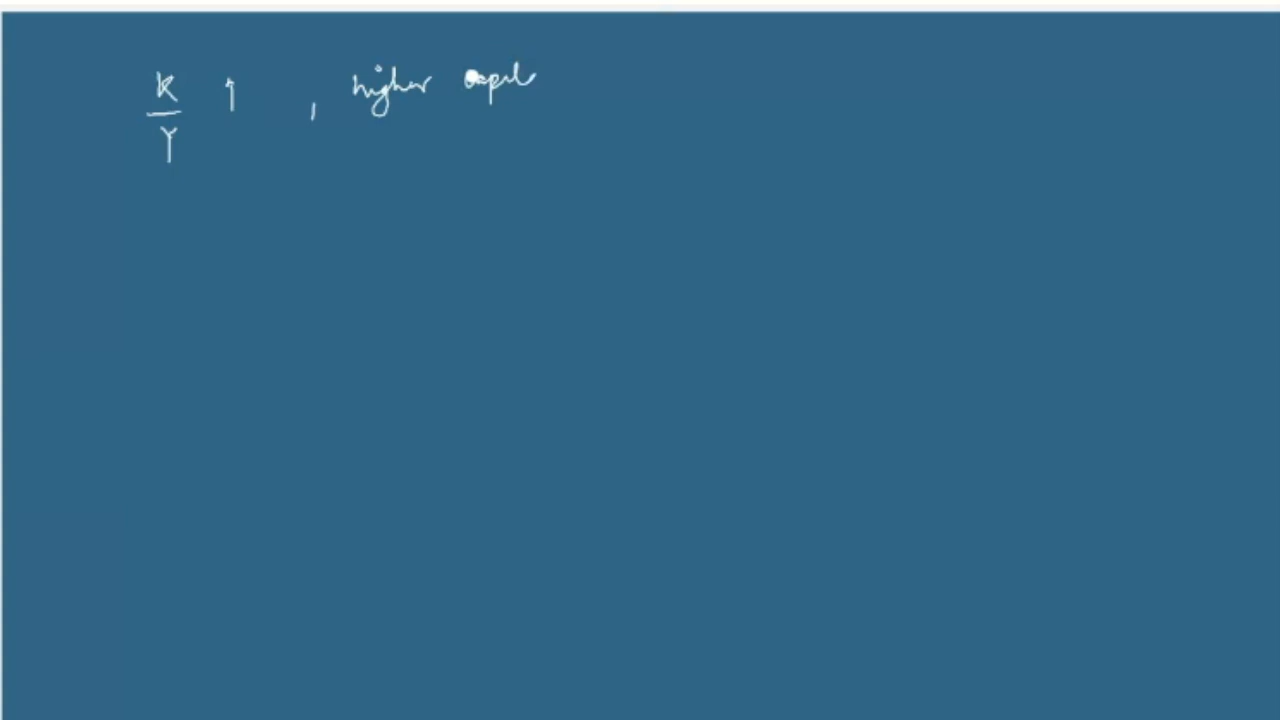 K/Y ↑ , higher